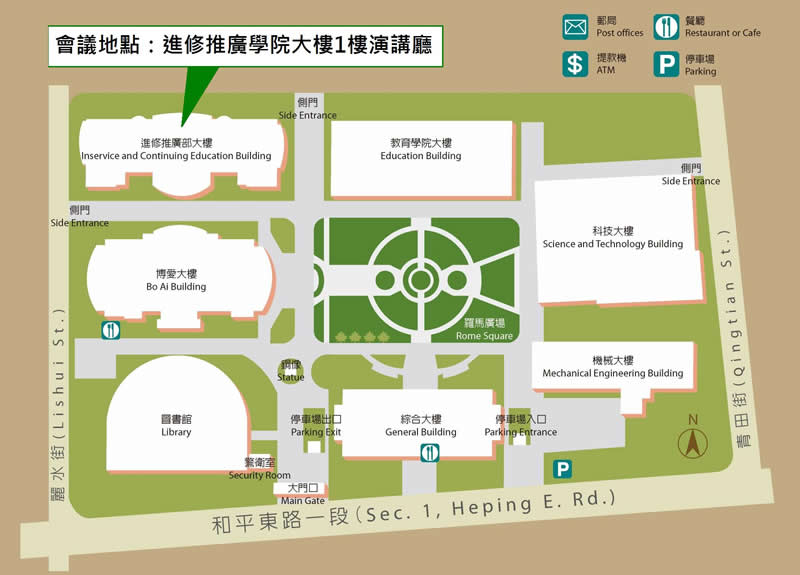 會議地點：進修推廣學院大樓1樓演講廳
郵局
Post offices
餐廳
Restaurant or Cafe
提款機
ATM
停車場
Parking
側門
Side Entrance
進修推廣部大樓
Inservice and Continuing Education Building
教育學院大樓
Education Building
側門
Side Entrance
側門
Side Entrance
科技大樓
Science and Technology Building
博愛大樓
Bo Ai Building
羅馬廣場
Rome Square
機械大樓
Mechanical Engineering Building
銅像
Statue
圖書館
Library
停車場出口
Parking Exit
綜合大樓
General Building
停車場入口
Parking Entrance
警衛室
Security Room
大門口
Main Gate
N
P
麗水街(Lishui St.)
青田街(Qingtian St.)
和平東路一段(Sec. 1, Heping E. Rd.)